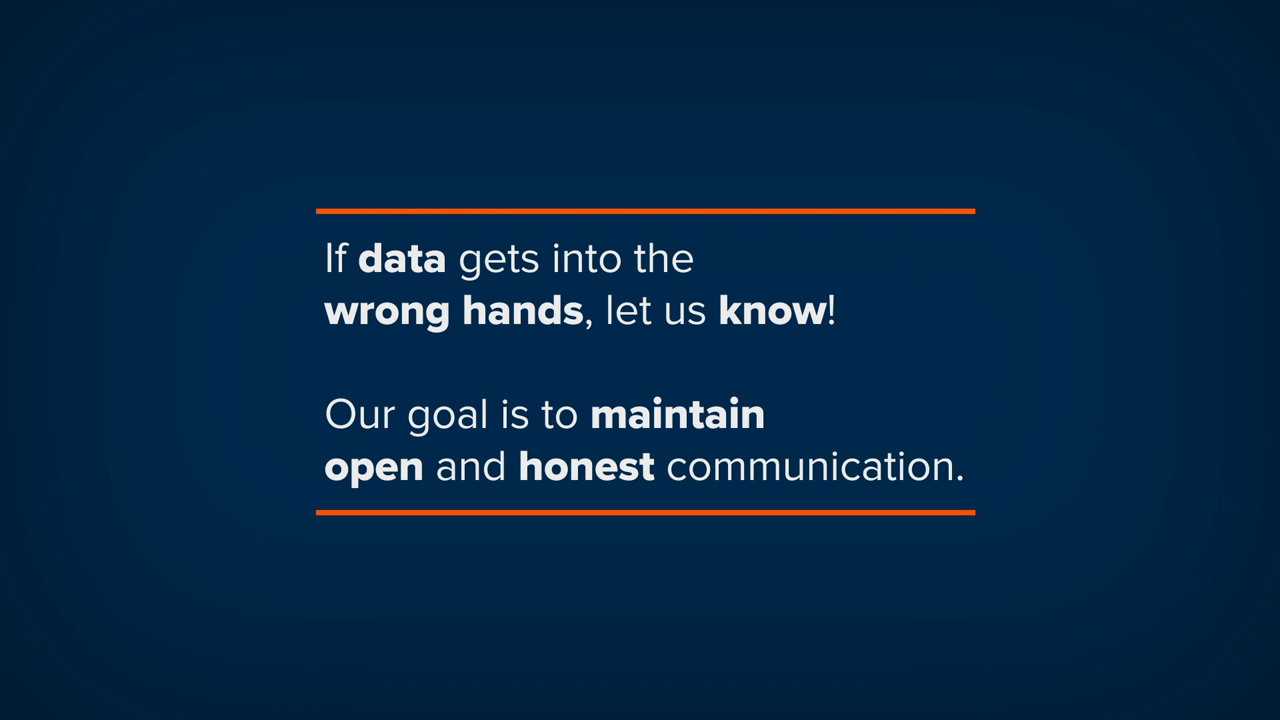 If data gets into the
wrong hands, let us know!
Our goal is to maintain
open and honest communication.